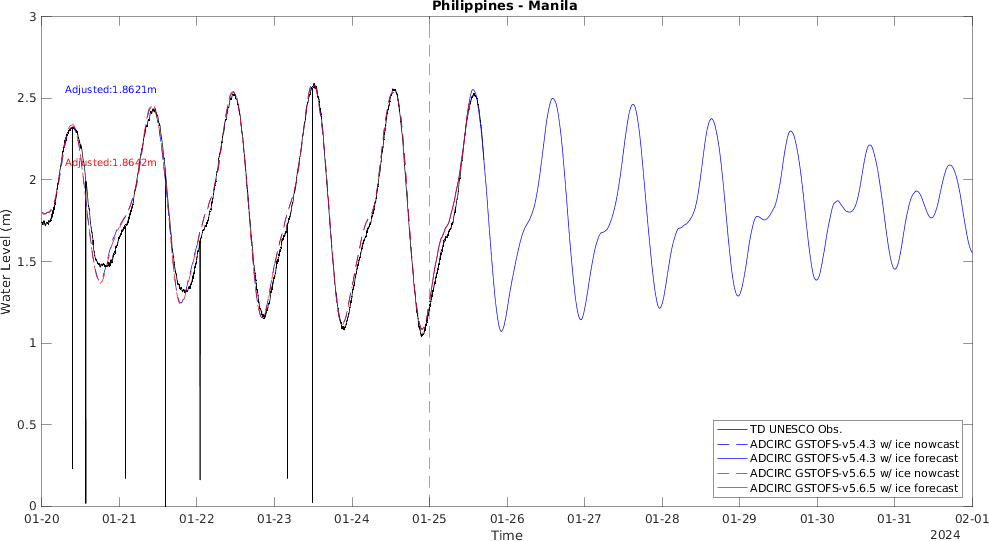 Philippines - Manila
3
2.5
2
1.5
1
0.5
0
Water Level (m)
Adjusted:1.8621m
Adjusted:1.8642m
TD UNESCO Obs.
ADCIRC GSTOFS-v5.4.3 w/ ice nowcast
ADCIRC GSTOFS-v5.4.3 w/ ice forecast
ADCIRC GSTOFS-v5.6.5 w/ ice nowcast
ADCIRC GSTOFS-v5.6.5 w/ ice forecast
01-20 01-21 01-22 01-23 01-24 01-25 01-26 01-27 01-28 01-29 01-30 01-31 02-01
Time
2024